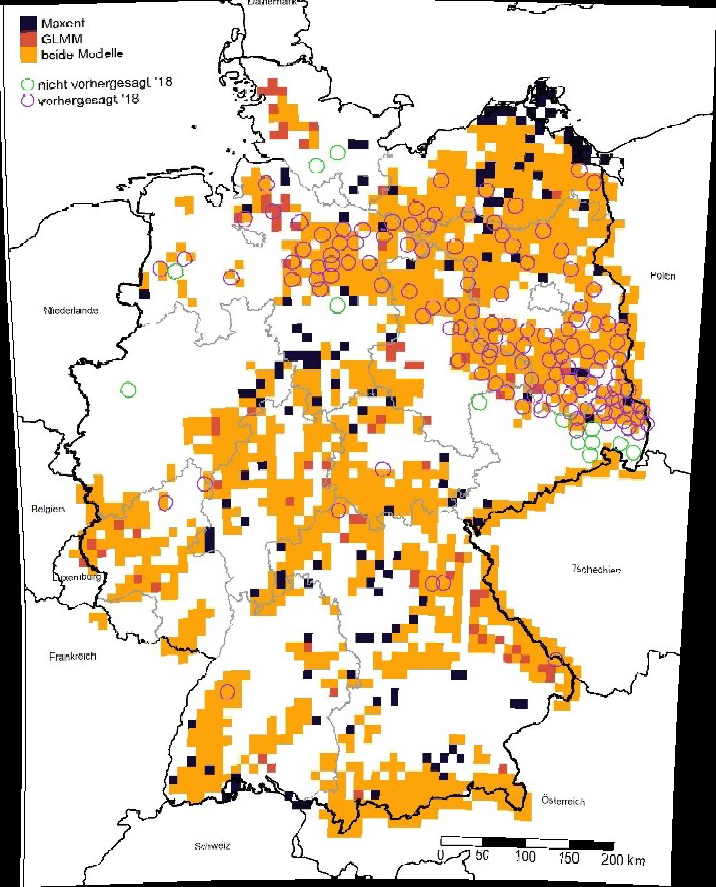 Dänemark
Maxent
GLMM
beide Modelle
nicht vorhergesagt '18
vorhergesagt '18
Polen
Niederlande
Belgien
Luxemburg
Tschechien
Frankreich
Österreich
Schweiz
0 50 100 150 200 km